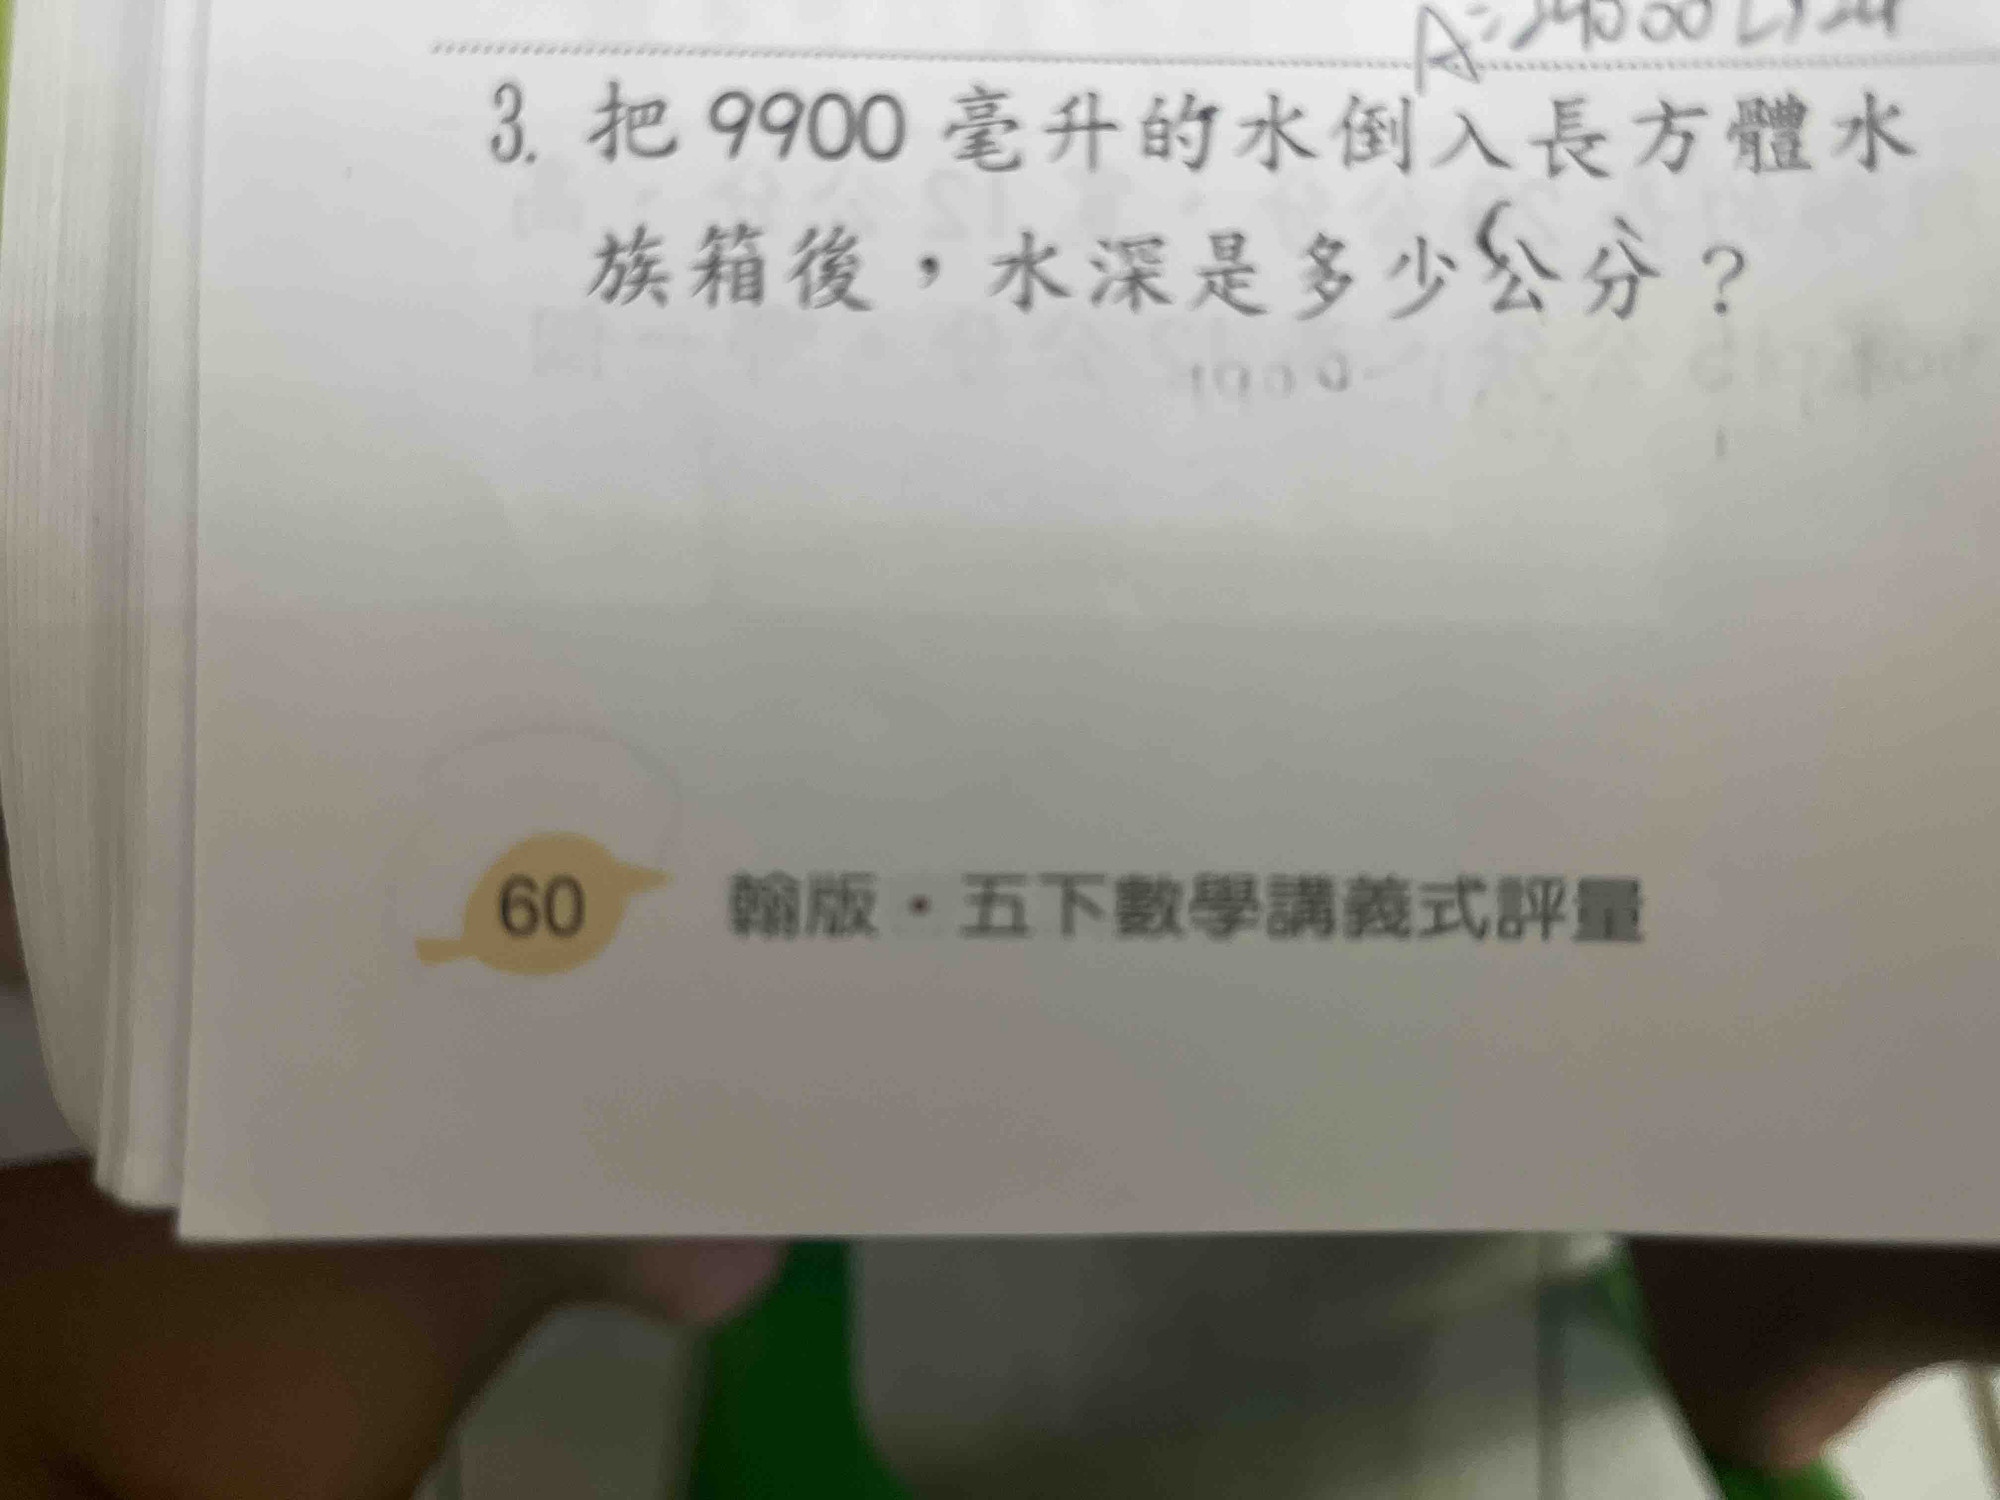 3. 把 9900 毫升的水倒入長方體水
族箱後，水深是多少公分？
60 翰版・五下數學講義式評量